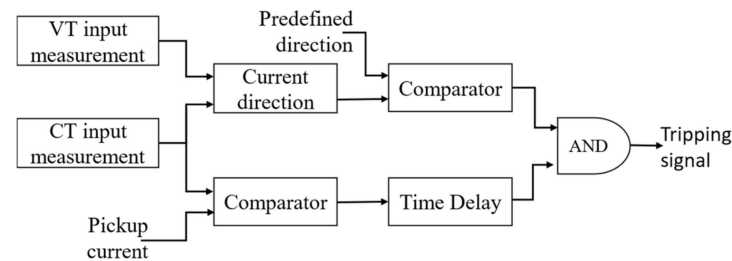 VT input
measurement
Predefined
direction
Current
direction
Comparator
CT input
measurement
AND
Tripping
signal
Comparator
Time Delay
Pickup
current